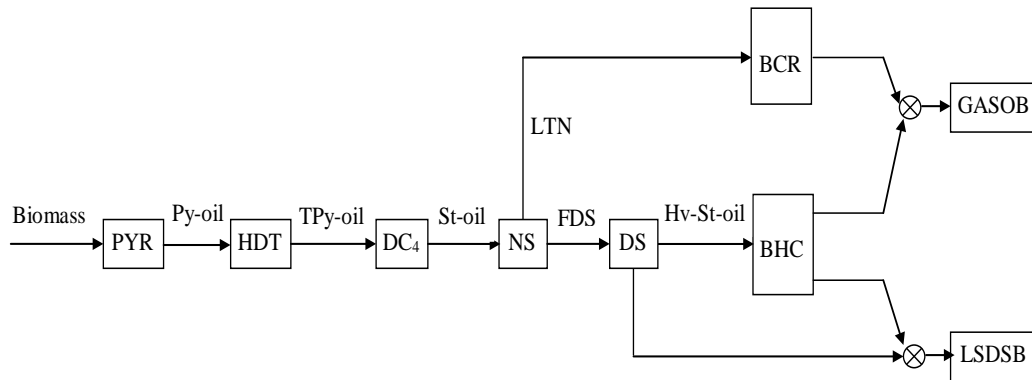 BCR
GASOB
LTN
Biomass
Py-oil
TPy-oil
St-oil
FDS
Hv-St-oil
PYR
HDT
DC₄
NS
DS
BHC
LSDSB